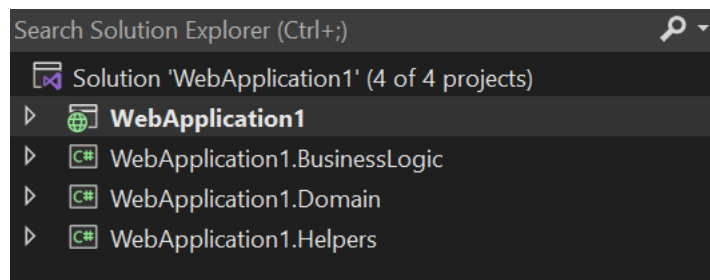 Search Solution Explorer (Ctrl+;)
Solution 'WebApplication1' (4 of 4 projects)
WebApplication1
C# WebApplication1.BusinessLogic
C# WebApplication1.Domain
C# WebApplication1.Helpers